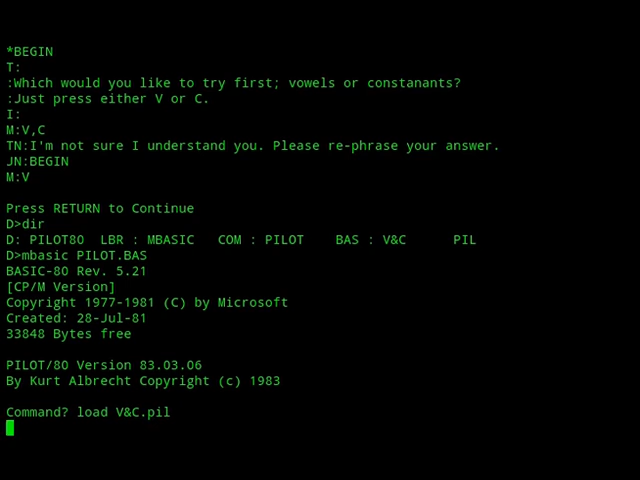 *BEGIN
T:
:Which would you like to try first; vowels or constanants?
:Just press either V or C.
I:
M:V,C
TN:I'm not sure I understand you. Please re-phrase your answer.
JN:BEGIN
M:V
Press RETURN to Continue
D>dir
D: PILOT80  LBR : MBASIC   COM : PILOT    BAS : V&C      PIL
D>mbasic PILOT.BAS
BASIC-80 Rev. 5.21
[CP/M Version]
Copyright 1977-1981 (C) by Microsoft
Created: 28-Jul-81
33848 Bytes free
PILOT/80 Version 83.03.06
By Kurt Albrecht Copyright (c) 1983
Command? load V&C.pil